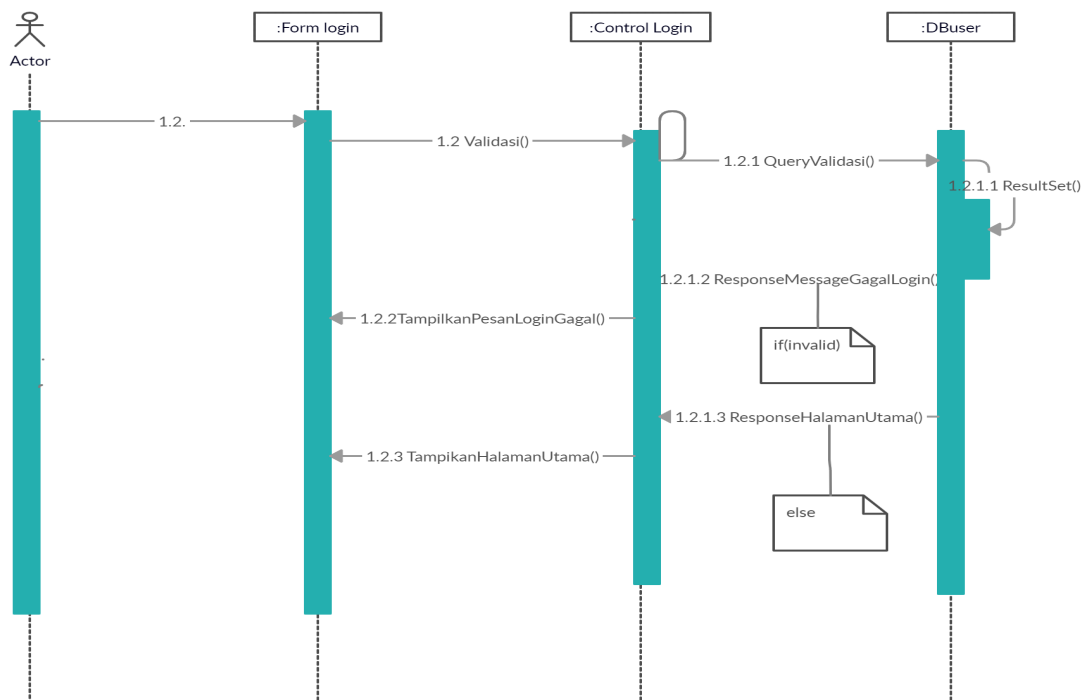 :Form login
:Control Login
:DBuser
Actor
1.2.
1.2 Validasi()
1.2.1 QueryValidasi()
1.2.1.1 ResultSet()
1.2.1.2 ResponseMessageGagalLogin()
1.2.2TampilkanPesanLoginGagal()
if(invalid)
1.2.1.3 ResponseHalamanUtama()
1.2.3 TampikanHalamanUtama()
else